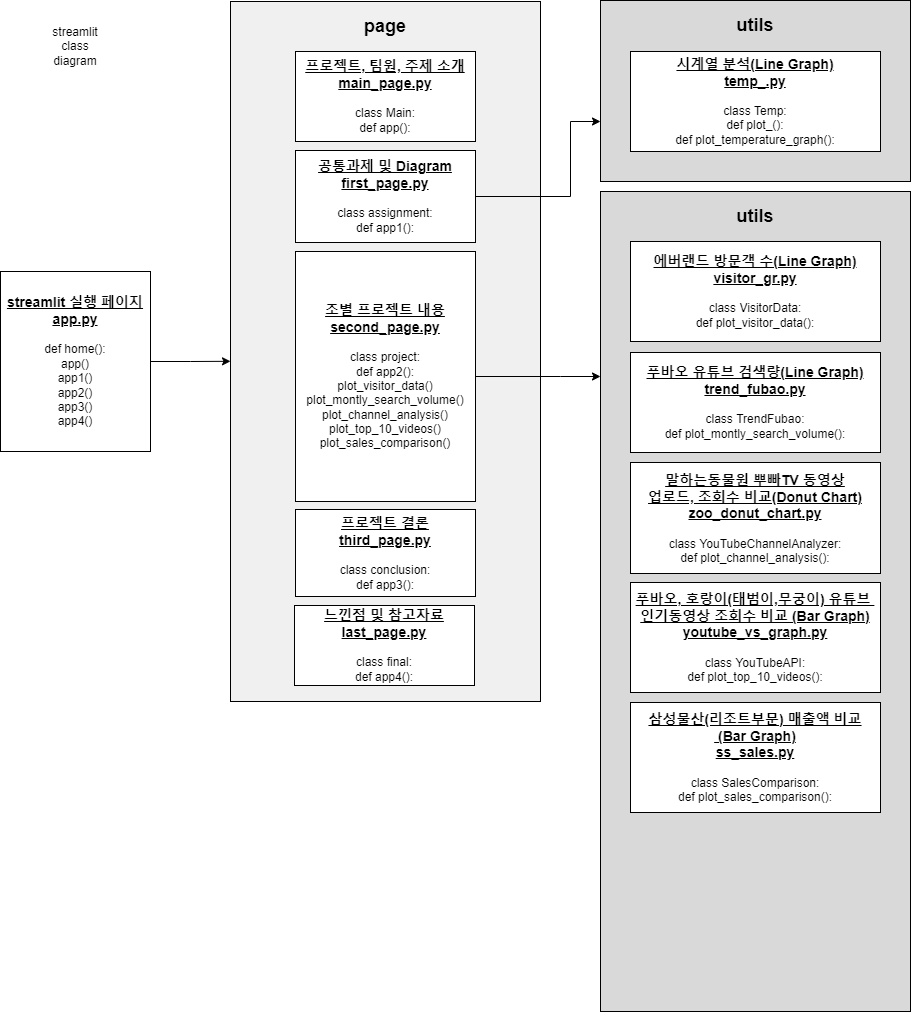 streamlit
class
diagram
streamlit 실행 페이지
app.py
def home():
app()
app1()
app2()
app3()
app4()
page
프로젝트, 팀원, 주제 소개
main_page.py
class Main:
def app():
공통과제 및 Diagram
first_page.py
class assignment:
def app1():
조별 프로젝트 내용
second_page.py
class project:
def app2():
plot_visitor_data()
plot_montly_search_volume()
plot_channel_analysis()
plot_top_10_videos()
plot_sales_comparison()
프로젝트 결론
third_page.py
class conclusion:
def app3():
느낀점 및 참고자료
last_page.py
class final:
def app4():
utils
시계열 분석(Line Graph)
temp_.py
class Temp:
def plot_():
def plot_temperature_graph():
utils
에버랜드 방문객 수(Line Graph)
visitor_gr.py
class VisitorData:
def plot_visitor_data():
푸바오 유튜브 검색량(Line Graph)
trend_fubao.py
class TrendFubao:
def plot_montly_search_volume():
말하는동물원 뿌빠TV 동영상
업로드, 조회수 비교(Donut Chart)
zoo_donut_chart.py
class YouTubeChannelAnalyzer:
def plot_channel_analysis():
푸바오, 호랑이(태범이,무궁이) 유튜브
인기동영상 조회수 비교 (Bar Graph)
youtube_vs_graph.py
class YouTubeAPI:
def plot_top_10_videos():
삼성물산(리조트부문) 매출액 비교
(Bar Graph)
ss_sales.py
class SalesComparison:
def plot_sales_comparison():